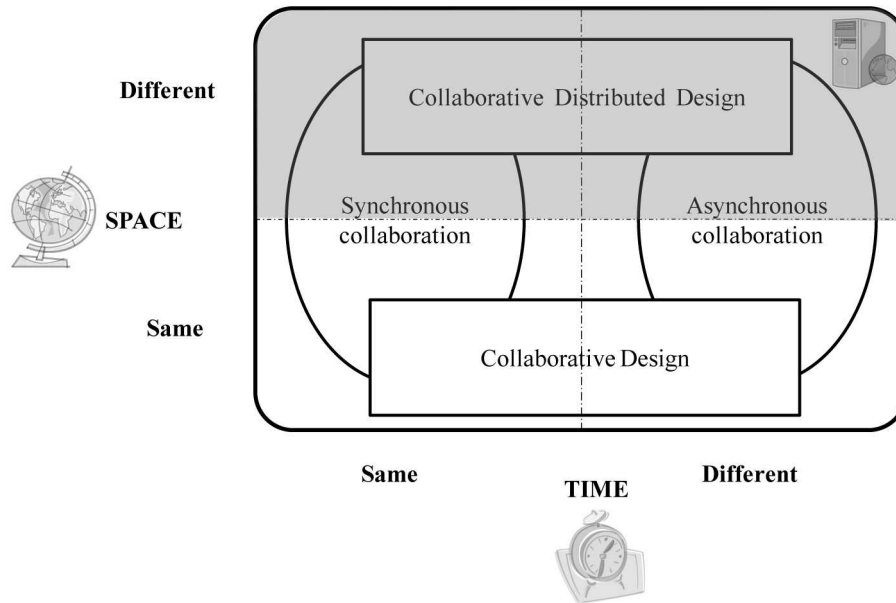 Different
Collaborative Distributed Design
SPACE
Synchronous
collaboration
Asynchronous
collaboration
Same
Collaborative Design
Same
TIME
Different